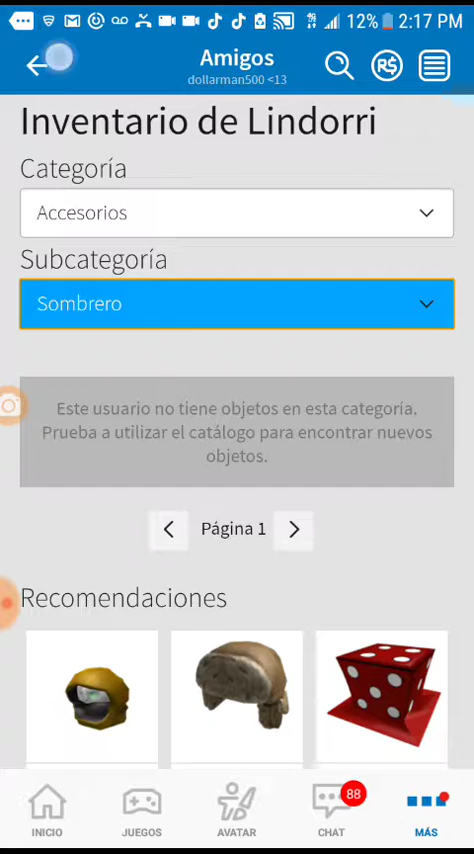 12% 2:17 PM
Amigos
dollarman500 <13
R$
Inventario de Lindorri
Categoría
Accesorios
Subcategoría
Sombrero
Este usuario no tiene objetos en esta categoría.
Prueba a utilizar el catálogo para encontrar nuevos
objetos.
Página 1
Recomendaciones
88
INICIO JUEGOS AVATAR CHAT MÁS